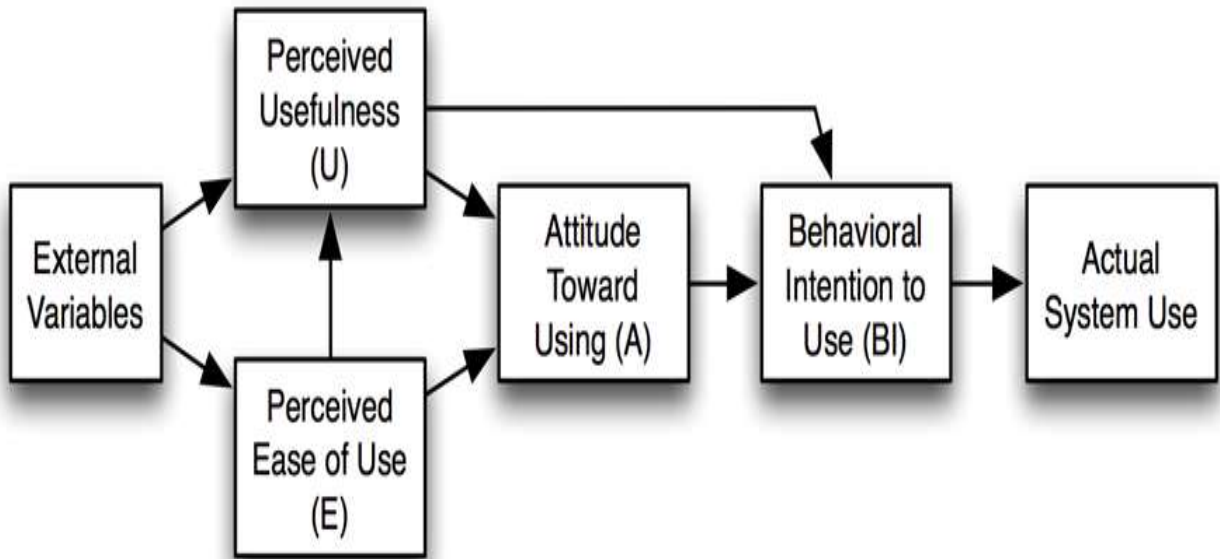 Perceived
Usefulness
(U)
External
Variables
Perceived
Ease of Use
(E)
Attitude
Toward
Using (A)
Behavioral
Intention to
Use (BI)
Actual
System Use